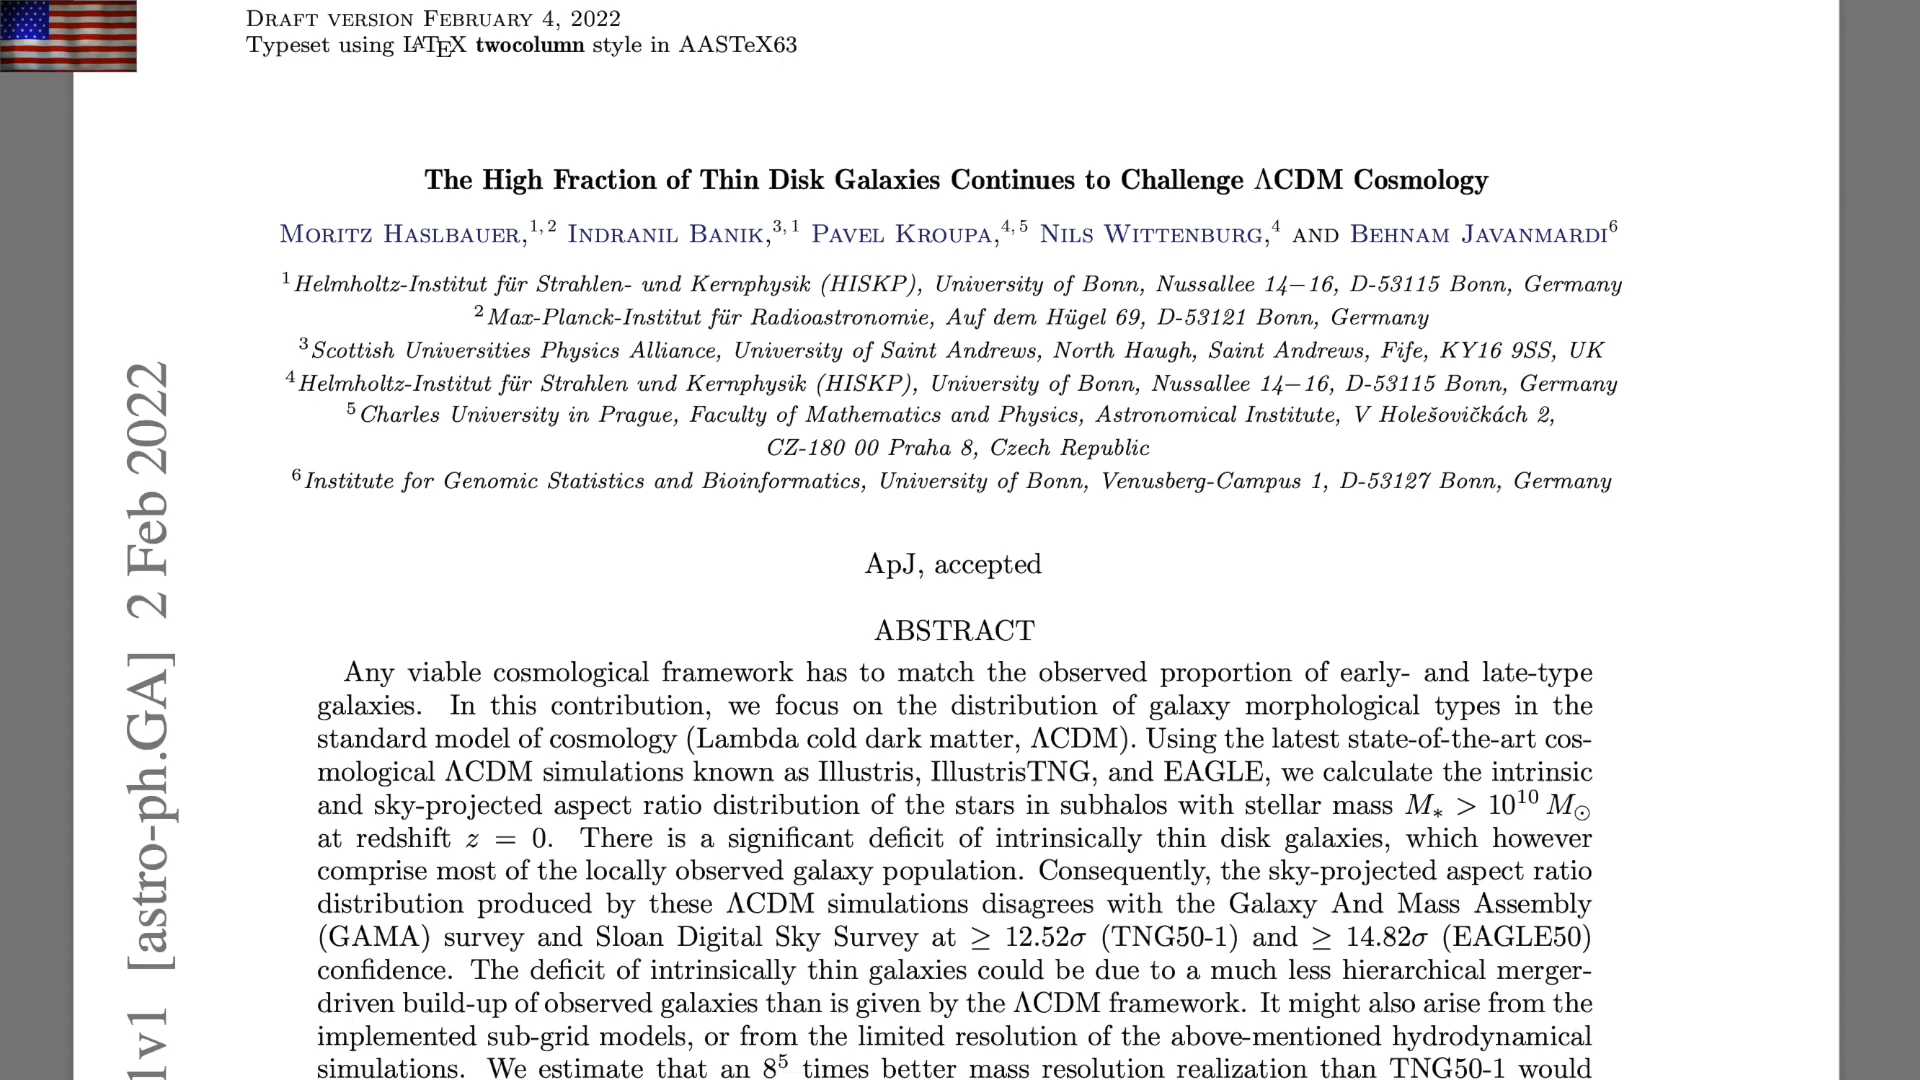 DRAFT VERSION FEBRUARY 4, 2022
Typeset using LATEX twocolumn style in AASTeX63
The High Fraction of Thin Disk Galaxies Continues to Challenge ΛCDM Cosmology
MORITZ HASLBAUER,1, 2 INDRANIL BANIK,3, 1 PAVEL KROUPA,4, 5 NILS WITTENBURG,4 AND BEHNAM JAVANMARDI6
1 Helmholtz-Institut für Strahlen- und Kernphysik (HISKP), University of Bonn, Nussallee 14–16, D-53115 Bonn, Germany
2 Max-Planck-Institut für Radioastronomie, Auf dem Hügel 69, D-53121 Bonn, Germany
3 Scottish Universities Physics Alliance, University of Saint Andrews, North Haugh, Saint Andrews, Fife, KY16 9SS, UK
4 Helmholtz-Institut für Strahlen und Kernphysik (HISKP), University of Bonn, Nussallee 14–16, D-53115 Bonn, Germany
5 Charles University in Prague, Faculty of Mathematics and Physics, Astronomical Institute, V Holešovičkách 2,
CZ-180 00 Praha 8, Czech Republic
6 Institute for Genomic Statistics and Bioinformatics, University of Bonn, Venusberg-Campus 1, D-53127 Bonn, Germany
ApJ, accepted
ABSTRACT
Any viable cosmological framework has to match the observed proportion of early- and late-type
galaxies. In this contribution, we focus on the distribution of galaxy morphological types in the
standard model of cosmology (Lambda cold dark matter, ΛCDM). Using the latest state-of-the-art cos-
mological ΛCDM simulations known as Illustris, IllustrisTNG, and EAGLE, we calculate the intrinsic
and sky-projected aspect ratio distribution of the stars in subhalos with stellar mass M∗ > 10¹⁰ M⊙
at redshift z = 0. There is a significant deficit of intrinsically thin disk galaxies, which however
comprise most of the locally observed galaxy population. Consequently, the sky-projected aspect ratio
distribution produced by these ΛCDM simulations disagrees with the Galaxy And Mass Assembly
(GAMA) survey and Sloan Digital Sky Survey at ≥ 12.52σ (TNG50-1) and ≥ 14.82σ (EAGLE50)
confidence. The deficit of intrinsically thin galaxies could be due to a much less hierarchical merger-
driven build-up of observed galaxies than is given by the ΛCDM framework. It might also arise from the
implemented sub-grid models, or from the limited resolution of the above-mentioned hydrodynamical
simulations. We estimate that an 8⁵ times better mass resolution realization than TNG50-1 would
1v1 [astro-ph.GA] 2 Feb 2022